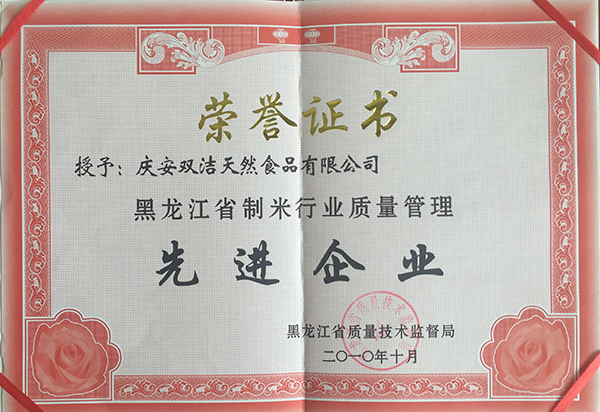 荣誉证书
授予：庆安双洁天然食品有限公司
黑龙江省制米行业质量管理
先进企业
黑龙江省质量技术监督局
二〇一〇年十月